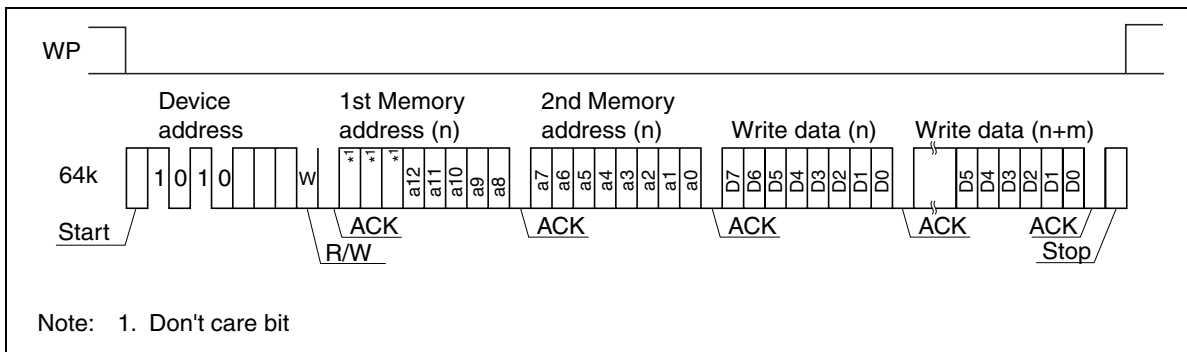 WP
Device address
1st Memory address (n)
2nd Memory address (n)
Write data (n)
Write data (n+m)
64k
1 0 1 0
W
*1 *1 *1 a12 a11 a10 a9 a8
a7 a6 a5 a4 a3 a2 a1 a0
D7 D6 D5 D4 D3 D2 D1 D0
D5 D4 D3 D2 D1 D0
Start
R/W
ACK
ACK
ACK
ACK
ACK
Stop
Note: 1. Don't care bit